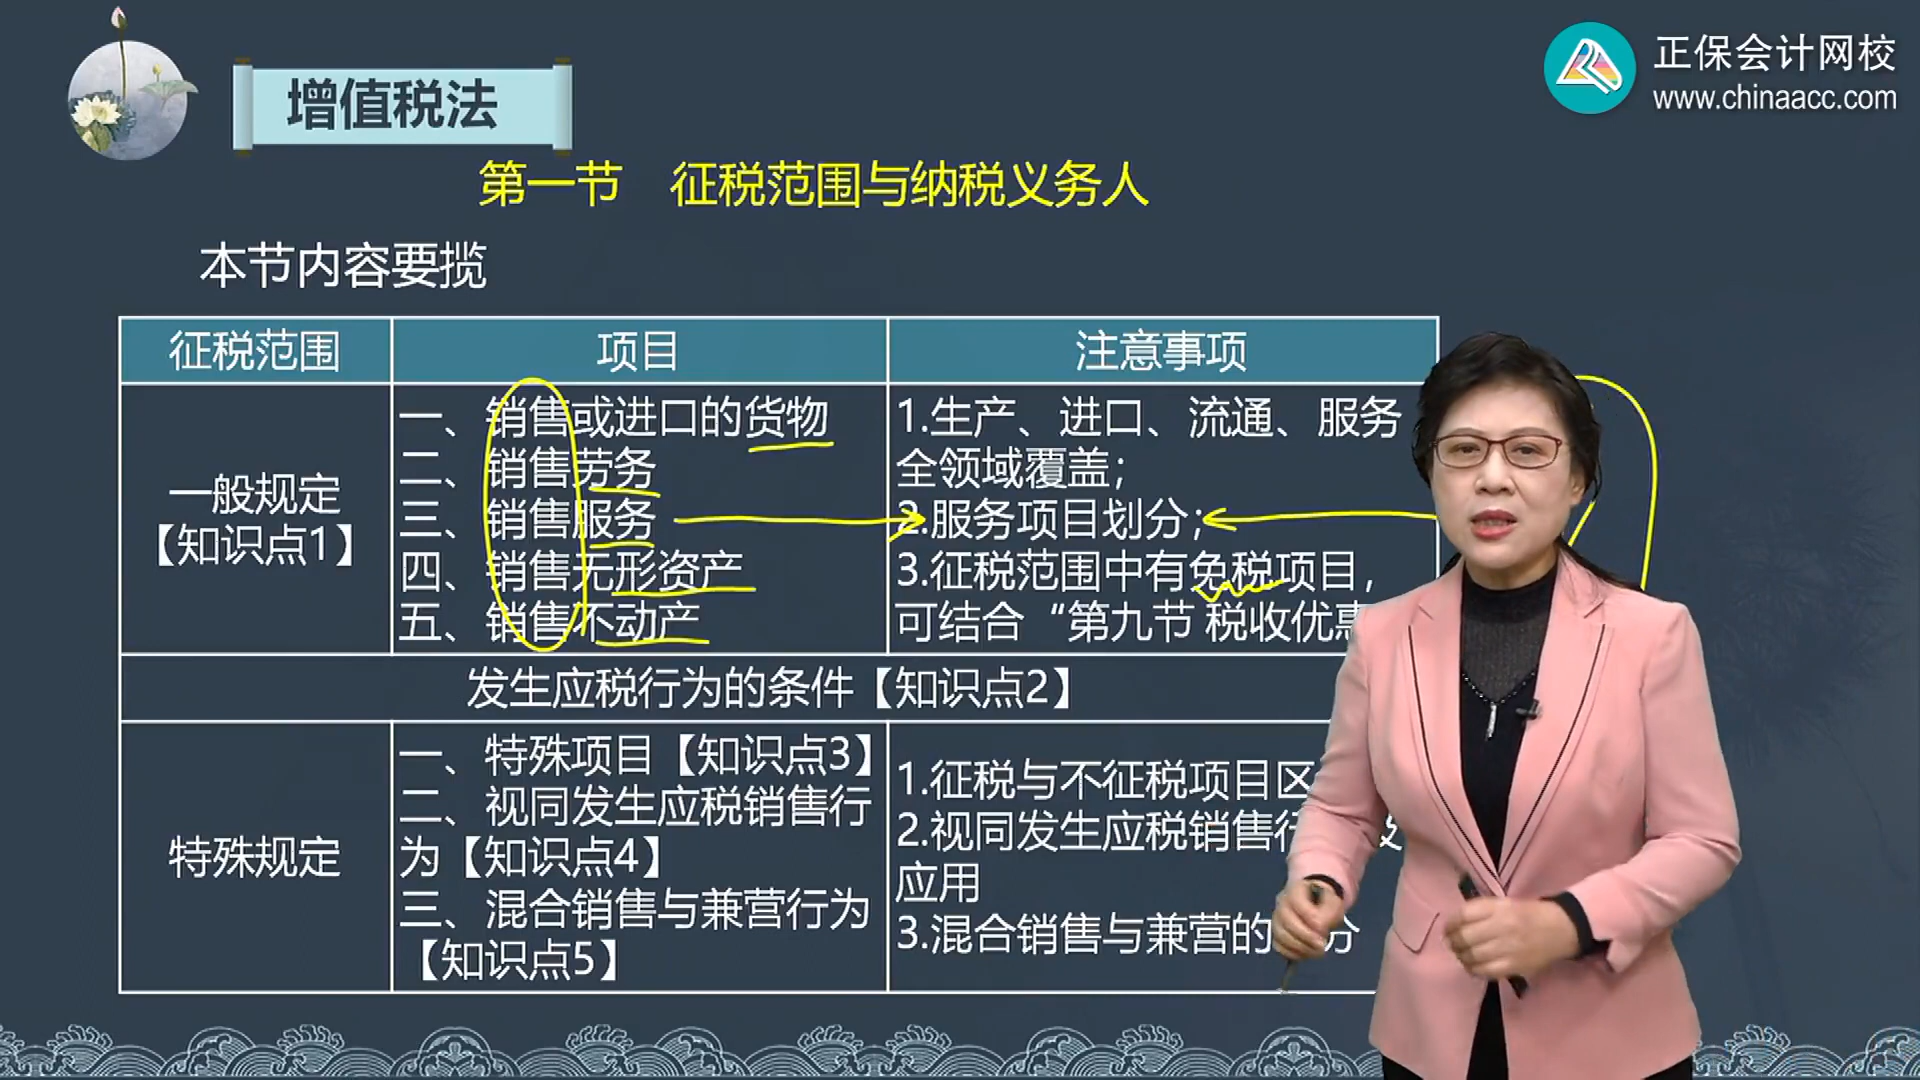 正保会计网校
www.chinaacc.com
增值税法
第一节 征税范围与纳税义务人
本节内容要揽
征税范围 项目 注意事项
一般规定
【知识点1】
一、销售或进口的货物
二、销售劳务
三、销售服务
四、销售无形资产
五、销售不动产
1.生产、进口、流通、服务
全领域覆盖；
2.服务项目划分；
3.征税范围中有免税项目，
可结合“第九节 税收优惠
发生应税行为的条件【知识点2】
特殊规定
一、特殊项目【知识点3】
二、视同发生应税销售行
为【知识点4】
三、混合销售与兼营行为
【知识点5】
1.征税与不征税项目区
2.视同发生应税销售行
应用
3.混合销售与兼营的 分